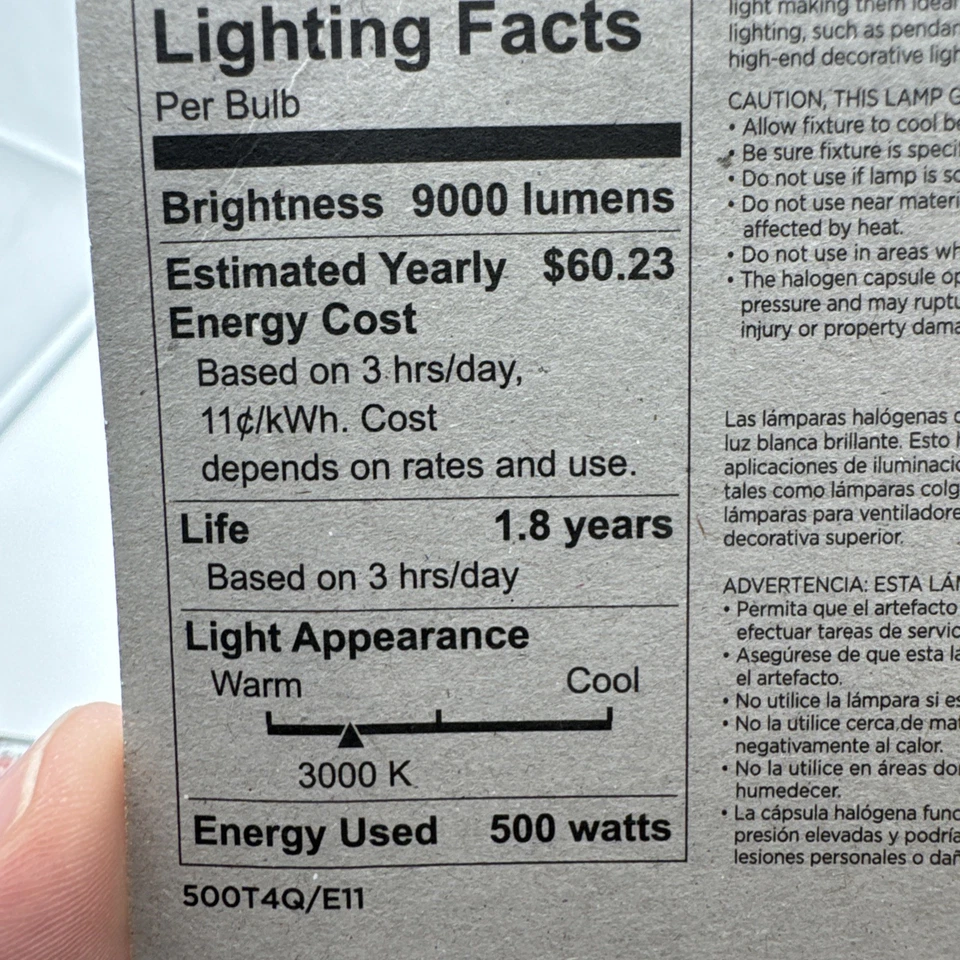 Lighting Facts
Per Bulb
Brightness 9000 lumens
Estimated Yearly $60.23
Energy Cost
Based on 3 hrs/day,
11¢/kWh. Cost
depends on rates and use.
Life 1.8 years
Based on 3 hrs/day
Light Appearance
Warm Cool
3000 K
Energy Used 500 watts
500T4Q/E11
light making them
lighting, such as
high-end decorative
CAUTION, THIS LAMP
• Allow fixture to cool
• Be sure fixture is
• Do not use if lamp is
• Do not use near
affected by heat.
• Do not use in areas
• The halogen capsule
pressure and may
injury or property
Las lámparas halógenas
luz blanca brillante. Esto
aplicaciones de
tales como lámparas
lámparas para
decorativa superior.
ADVERTENCIA: ESTA
• Permita que el artefacto
efectuar tareas de
• Asegúrese de que esta
el artefacto.
• No utilice la lámpara si
• No la utilice cerca de
negativamente al calor.
• No la utilice en áreas
humedecer.
• La cápsula halógena
presión elevadas y
lesiones personales o